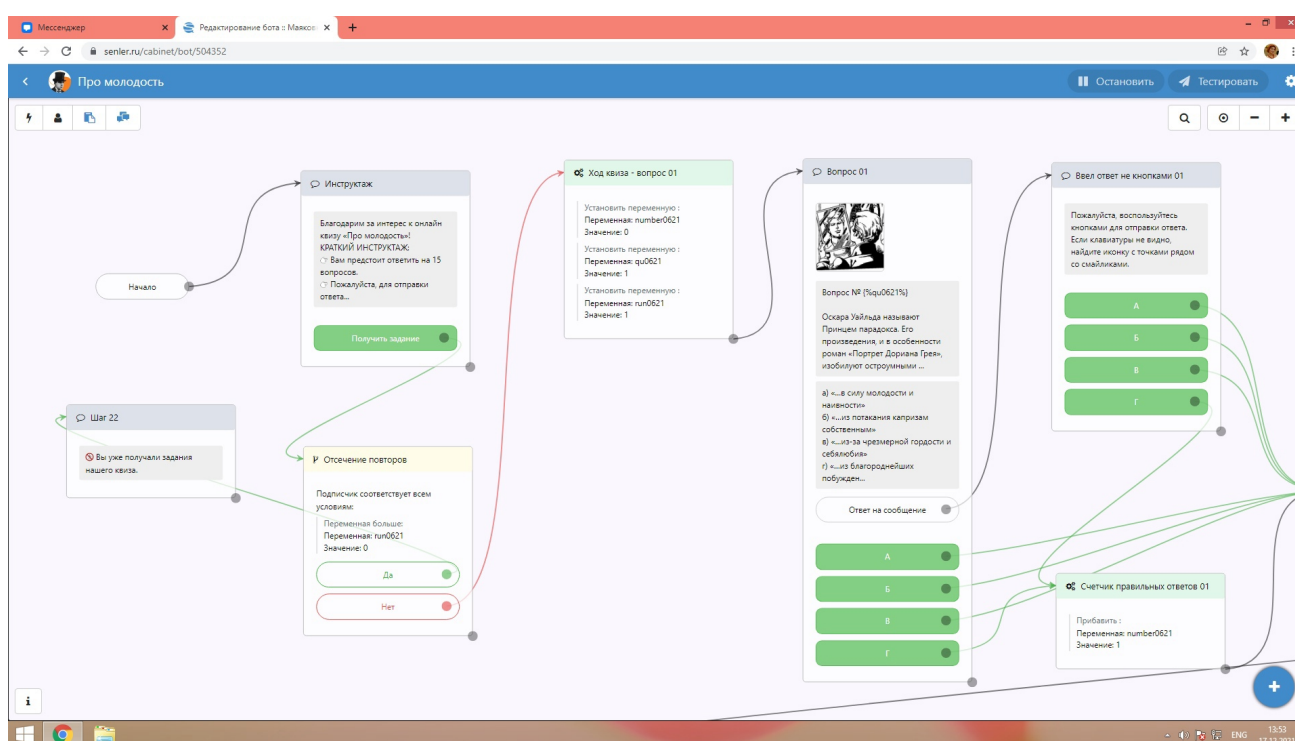 Мессенджер
Редактирование бота :: Маяков
senler.ru/cabinet/bot/504352
Про молодость
Остановить
Тестировать
Начало
Инструктаж
Благодарим за интерес к онлайн
квизу «Про молодость»!
КРАТКИЙ ИНСТРУКТАЖ:
Вам предстоит ответить на 15
вопросов.
Пожалуйста, для отправки
ответа...
Получить задание
Шаг 22
Вы уже получали задания
нашего квиза.
Отсечение повторов
Подписчик соответствует всем
условиям:
Переменная больше:
Переменная: run0621
Значение: 0
Да
Нет
Ход квиза - вопрос 01
Установить переменную :
Переменная: number0621
Значение: 0
Установить переменную :
Переменная: qu0621
Значение: 1
Установить переменную :
Переменная: run0621
Значение: 1
Вопрос 01
Вопрос № {%qu0621%}
Оскара Уайльда называют
Принцем парадокса. Его
произведения, и в особенности
роман «Портрет Дориана Грея»,
изобилуют остроумными ...
а) «...в силу молодости и
наивности»
б) «...из потакания капризам
собственным»
в) «...из-за чрезмерной гордости и
себялюбия»
г) «...из благороднейших
побужден...
Ответ на сообщение
А
Б
В
Г
Ввел ответ не кнопками 01
Пожалуйста, воспользуйтесь
кнопками для отправки ответа.
Если клавиатуры не видно,
найдите иконку с точками рядом
со смайликами.
А
Б
В
Г
Счетчик правильных ответов 01
Прибавить :
Переменная: number0621
Значение: 1
ENG
13:53
17.12.2021